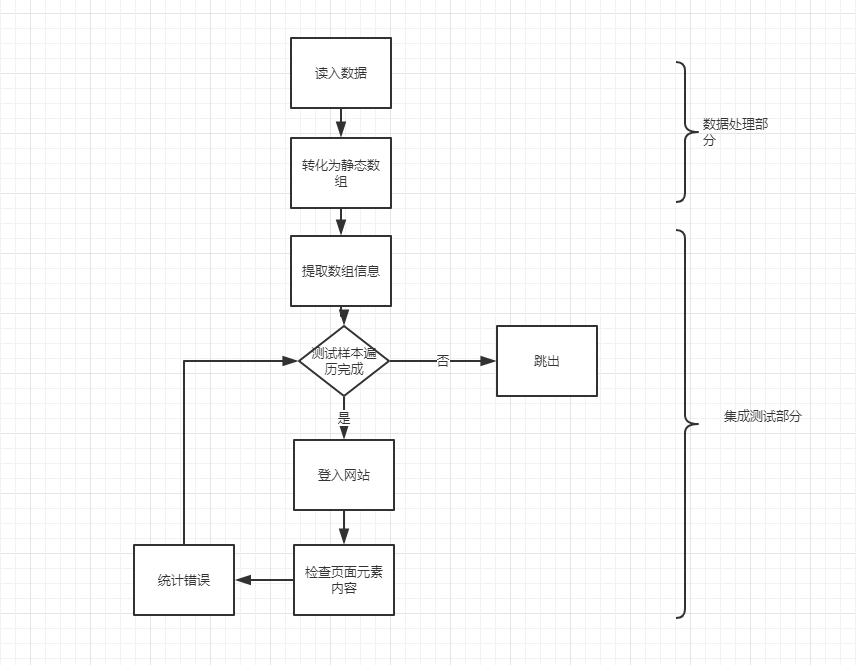 读入数据
数据处理部
分
转化为静态数
组
提取数组信息
测试样本遍
历完成
否
跳出
是
集成测试部分
登入网站
检查页面元素
内容
统计错误